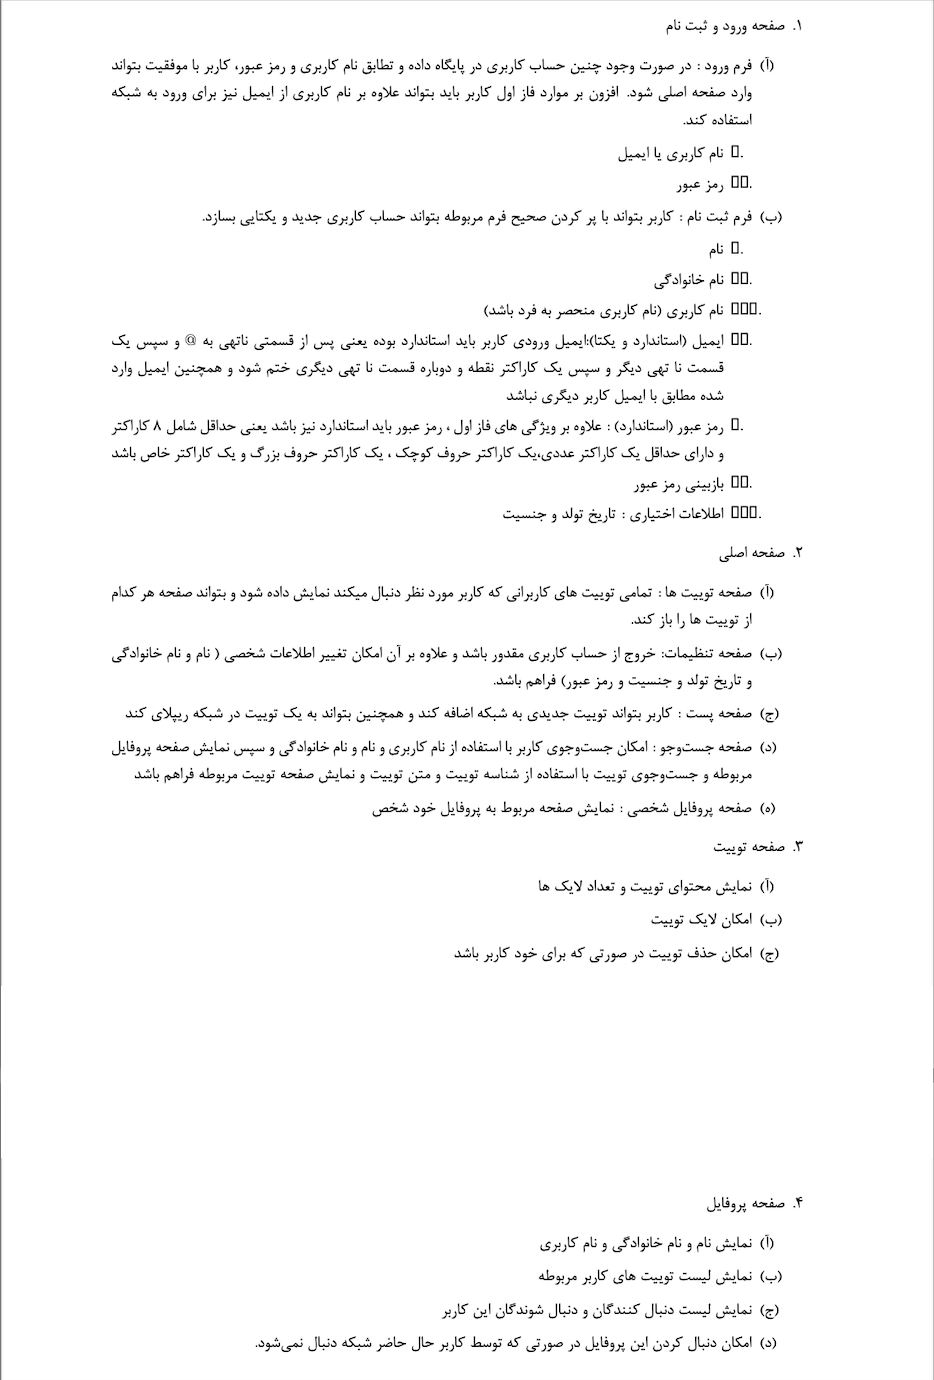 ۱. صفحه ورود و ثبت نام
(آ) فرم ورود : در صورت وجود چنین حساب کاربری در پایگاه داده و تطابق نام کاربری و رمز عبور، کاربر با موفقیت بتواند
وارد صفحه اصلی شود. افزون بر موارد فاز اول کاربر باید بتواند علاوه بر نام کاربری از ایمیل نیز برای ورود به شبکه
استفاده کند.
▯. نام کاربری یا ایمیل
▯▯. رمز عبور
(ب) فرم ثبت نام : کاربر بتواند با پر کردن صحیح فرم مربوطه بتواند حساب کاربری جدید و یکتایی بسازد.
▯. نام
▯▯. نام خانوادگی
▯▯▯. نام کاربری (نام کاربری منحصر به فرد باشد)
▯▯. ایمیل (استاندارد و یکتا):ایمیل ورودی کاربر باید استاندارد بوده یعنی پس از قسمتی ناتهی به @ و سپس یک
قسمت نا تهی دیگر و سپس یک کاراکتر نقطه و دوباره قسمت نا تهی دیگری ختم شود و همچنین ایمیل وارد
شده مطابق با ایمیل کاربر دیگری نباشد
▯. رمز عبور (استاندارد) : علاوه بر ویژگی های فاز اول ، رمز عبور باید استاندارد نیز باشد یعنی حداقل شامل ۸ کاراکتر
و دارای حداقل یک کاراکتر عددی،یک کاراکتر حروف کوچک ، یک کاراکتر حروف بزرگ و یک کاراکتر خاص باشد
▯▯. بازبینی رمز عبور
▯▯▯. اطلاعات اختیاری : تاریخ تولد و جنسیت
۲. صفحه اصلی
(آ) صفحه توییت ها : تمامی توییت های کاربرانی که کاربر مورد نظر دنبال میکند نمایش داده شود و بتواند صفحه هر کدام
از توییت ها را باز کند.
(ب) صفحه تنظیمات: خروج از حساب کاربری مقدور باشد و علاوه بر آن امکان تغییر اطلاعات شخصی ( نام و نام خانوادگی
و تاریخ تولد و جنسیت و رمز عبور) فراهم باشد.
(ج) صفحه پست : کاربر بتواند توییت جدیدی به شبکه اضافه کند و همچنین بتواند به یک توییت در شبکه ریپلای کند
(د) صفحه جست‌وجو : امکان جست‌وجوی کاربر با استفاده از نام کاربری و نام و نام خانوادگی و سپس نمایش صفحه پروفایل
مربوطه و جست‌وجوی توییت با استفاده از شناسه توییت و متن توییت و نمایش صفحه توییت مربوطه فراهم باشد
(ه) صفحه پروفایل شخصی : نمایش صفحه مربوط به پروفایل خود شخص
۳. صفحه توییت
(آ) نمایش محتوای توییت و تعداد لایک ها
(ب) امکان لایک توییت
(ج) امکان حذف توییت در صورتی که برای خود کاربر باشد
۴. صفحه پروفایل
(آ) نمایش نام و نام خانوادگی و نام کاربری
(ب) نمایش لیست توییت های کاربر مربوطه
(ج) نمایش لیست دنبال کنندگان و دنبال شوندگان این کاربر
(د) امکان دنبال کردن این پروفایل در صورتی که توسط کاربر حال حاضر شبکه دنبال نمی‌شود.